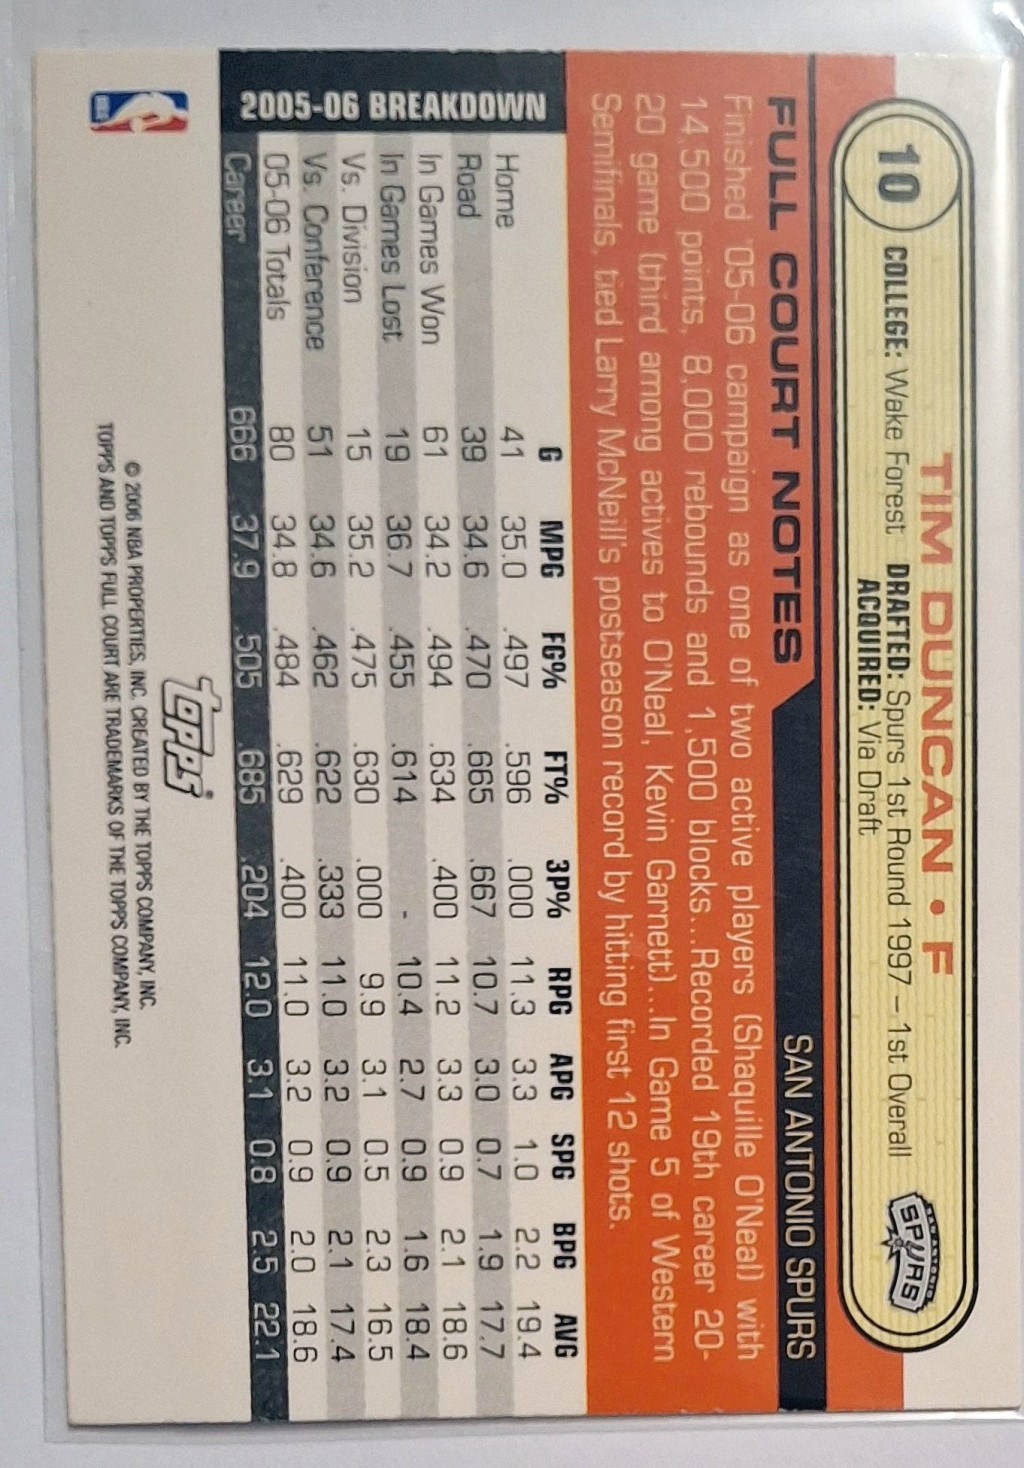 TIM DUNCAN • F
10
COLLEGE: Wake Forest DRAFTED: Spurs 1st Round 1997 – 1st Overall
ACQUIRED: Via Draft
SAN ANTONIO
SPURS
SAN ANTONIO SPURS
FULL COURT NOTES
Finished '05-06 campaign as one of two active players (Shaquille O'Neal) with
14,500 points, 8,000 rebounds and 1,500 blocks...Recorded 19th career 20-
20 game (third among actives to O'Neal, Kevin Garnett)...In Game 5 of Western
Semifinals, tied Larry McNeill's postseason record by hitting first 12 shots.
2005-06 BREAKDOWN G MPG FG% FT% 3P% RPG APG SPG BPG AVG
Home 41 35.0 .497 .596 .000 11.3 3.3 1.0 2.2 19.4
Road 39 34.6 .470 .665 .667 10.7 3.0 0.7 1.9 17.7
In Games Won 61 34.2 .494 .634 .400 11.2 3.3 0.9 2.1 18.6
In Games Lost 19 36.7 .455 .614 - 10.4 2.7 0.9 1.6 18.4
Vs. Division 15 35.2 .475 .630 .000 9.9 3.1 0.5 2.3 16.5
Vs. Conference 51 34.6 .462 .622 .333 11.0 3.2 0.9 2.1 17.4
05-06 Totals 80 34.8 .484 .629 .400 11.0 3.2 0.9 2.0 18.6
Career 666 37.9 .505 .685 .204 12.0 3.1 0.8 2.5 22.1
NBA
topps
© 2006 NBA PROPERTIES, INC. CREATED BY THE TOPPS COMPANY, INC.
TOPPS AND TOPPS FULL COURT ARE TRADEMARKS OF THE TOPPS COMPANY, INC.